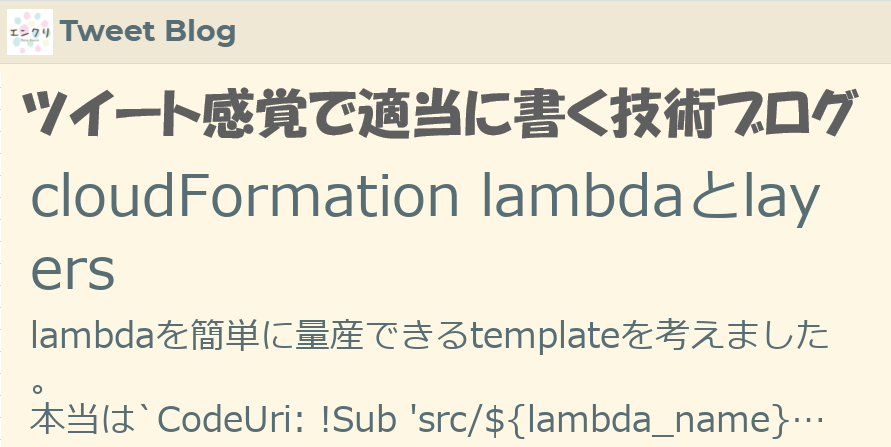 エンクリ
Tweet Blog
ツイート感覚で適当に書く技術ブログ
cloudFormation lambdaとlay
ers
lambdaを簡単に量産できるtemplateを考えました
。
本当は`CodeUri: !Sub 'src/${lambda_name}…